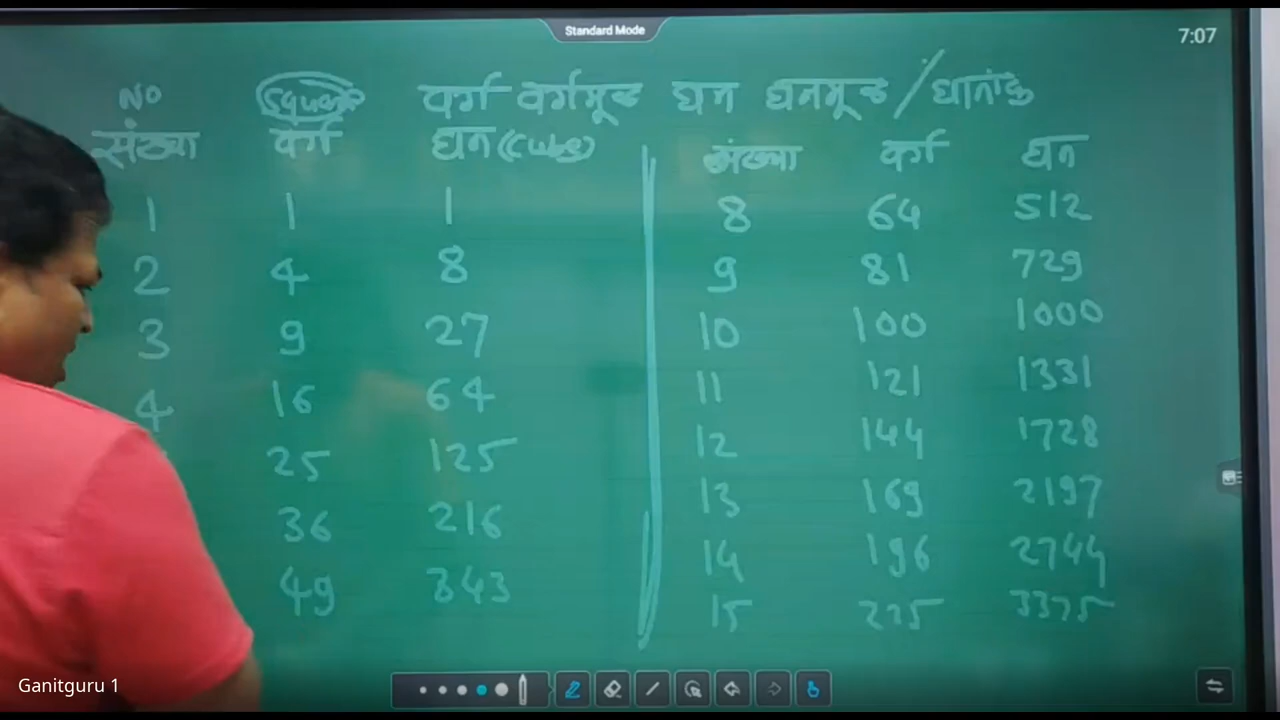 Standard Mode
7:07
No Square वर्ग वर्गमूळ घन घनमूळ / घातांक
संख्या वर्ग घन (Cube) संख्या वर्ग घन
1 1 1 8 64 512
2 4 8 9 81 729
3 9 27 10 100 1000
4 16 64 11 121 1331
25 125 12 144 1728
36 216 13 169 2197
49 343 14 196 2744
15 225 3375
Ganitguru 1